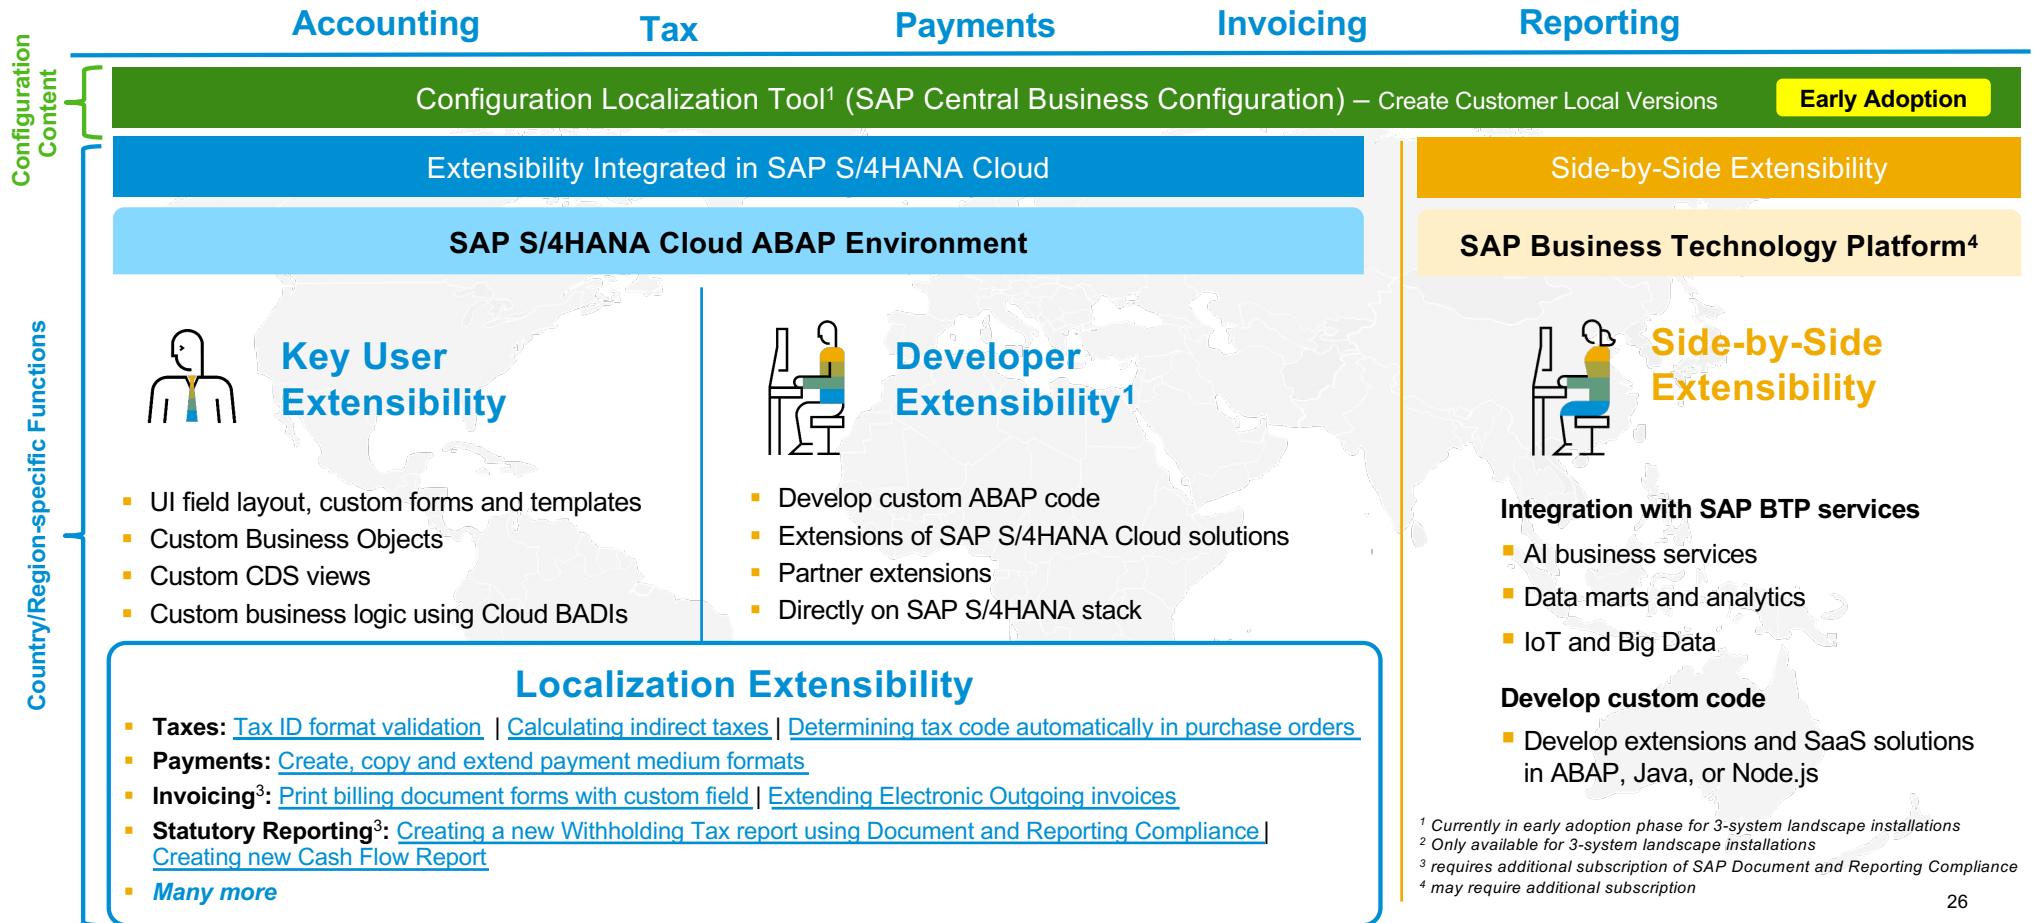 Accounting Tax Payments Invoicing Reporting
Configuration
Content
Configuration Localization Tool¹ (SAP Central Business Configuration) – Create Customer Local Versions
Early Adoption
Country/Region-specific Functions
Extensibility Integrated in SAP S/4HANA Cloud
SAP S/4HANA Cloud ABAP Environment
Key User
Extensibility
▪ UI field layout, custom forms and templates
▪ Custom Business Objects
▪ Custom CDS views
▪ Custom business logic using Cloud BADIs
Developer
Extensibility¹
▪ Develop custom ABAP code
▪ Extensions of SAP S/4HANA Cloud solutions
▪ Partner extensions
▪ Directly on SAP S/4HANA stack
Localization Extensibility
▪ Taxes: Tax ID format validation | Calculating indirect taxes | Determining tax code automatically in purchase orders
▪ Payments: Create, copy and extend payment medium formats
▪ Invoicing³: Print billing document forms with custom field | Extending Electronic Outgoing invoices
▪ Statutory Reporting³: Creating a new Withholding Tax report using Document and Reporting Compliance |
Creating new Cash Flow Report
▪ Many more
Side-by-Side Extensibility
SAP Business Technology Platform⁴
Side-by-Side
Extensibility
Integration with SAP BTP services
▪ AI business services
▪ Data marts and analytics
▪ IoT and Big Data
Develop custom code
▪ Develop extensions and SaaS solutions
in ABAP, Java, or Node.js
¹ Currently in early adoption phase for 3-system landscape installations
² Only available for 3-system landscape installations
³ requires additional subscription of SAP Document and Reporting Compliance
⁴ may require additional subscription
26